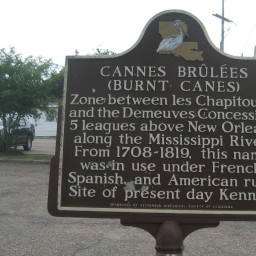 CANNES BRÛLÉES
(BURNT CANES)
Zone between les Chapitou
and the Demeuves Concessi
5 leagues above New Orlea
along the Mississippi Rive
From 1708-1819, this nam
was in use under Frenc
Spanish, and American ru
Site of present day Kenn